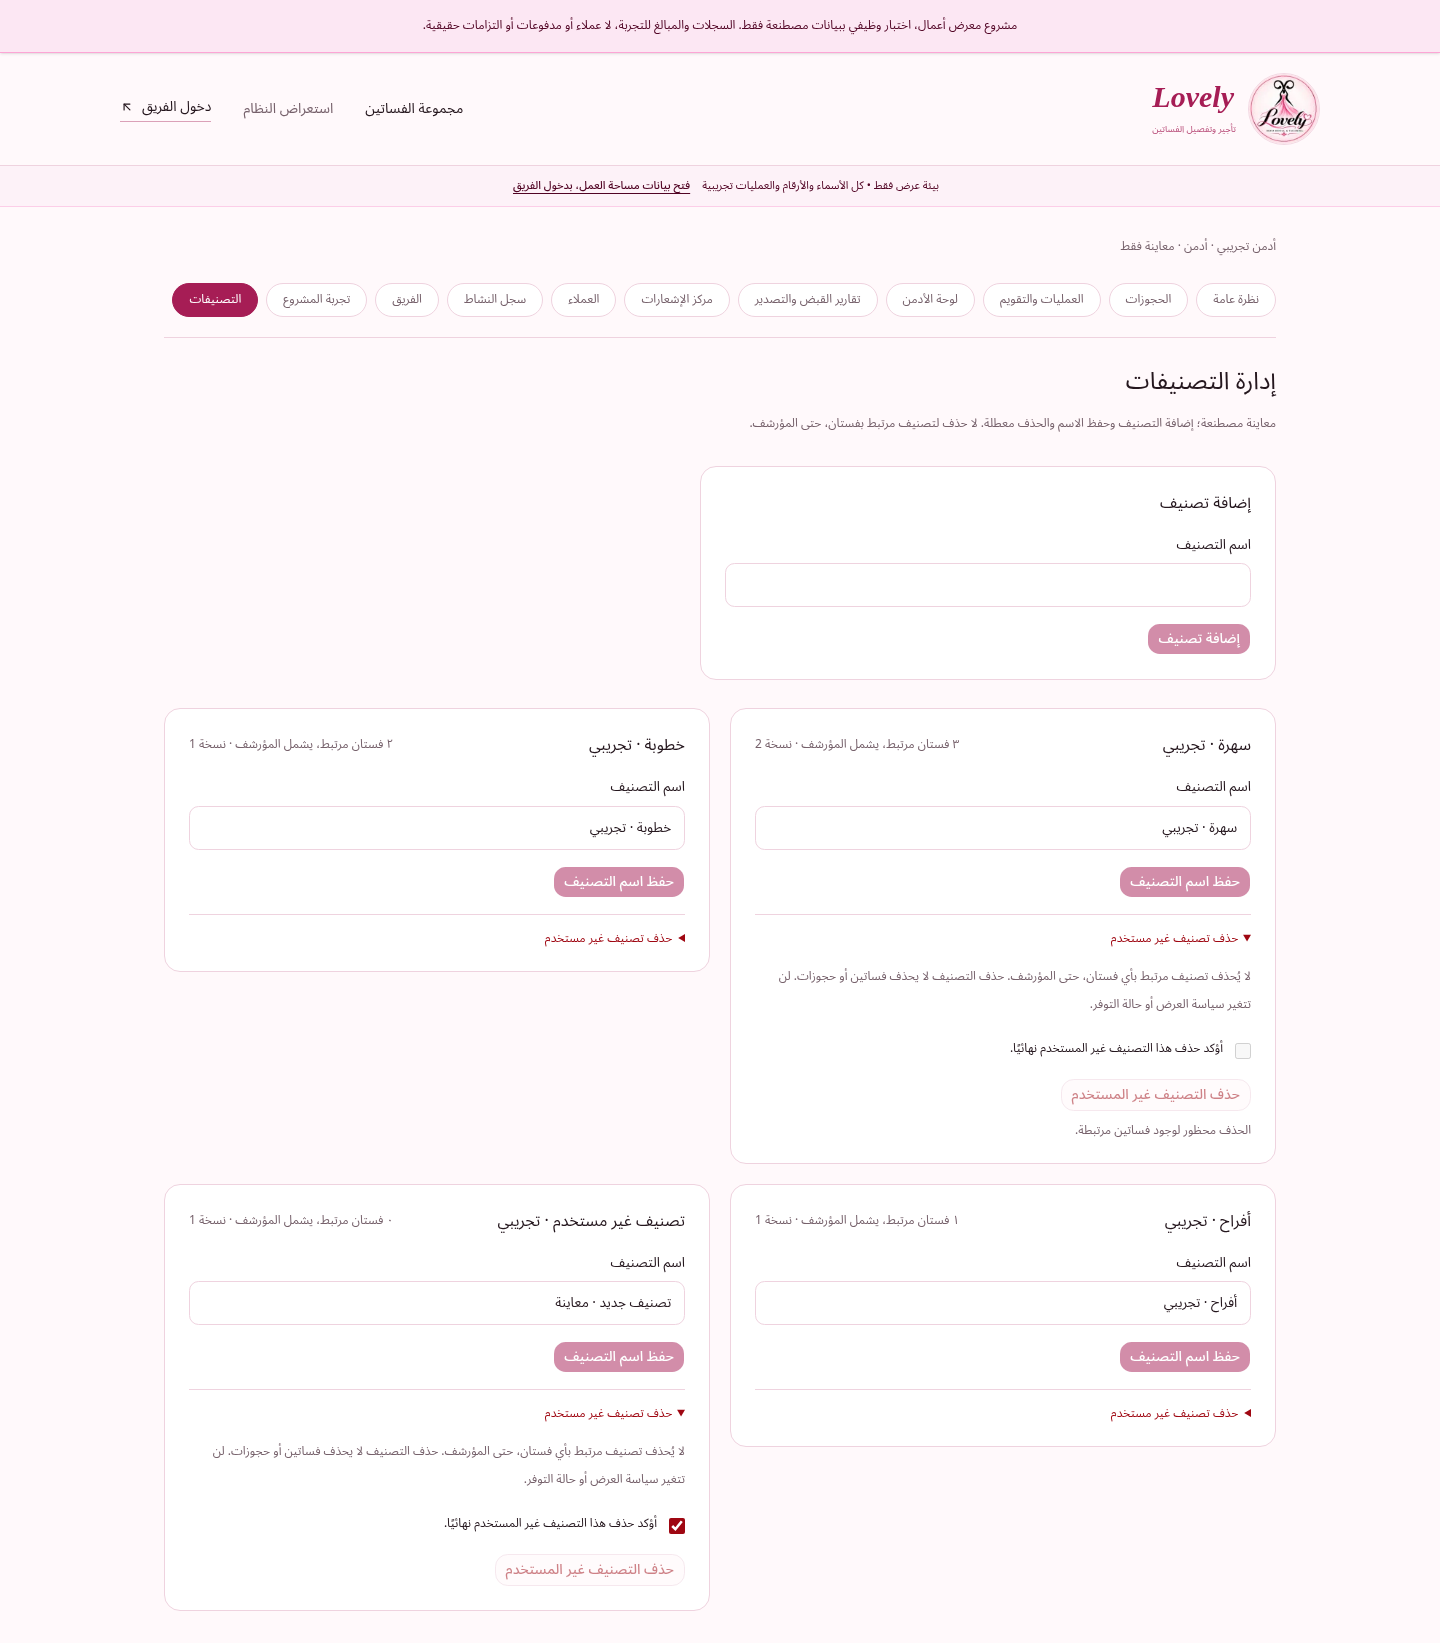 مشروع معرض أعمال، اختبار وظيفي ببيانات مصطنعة فقط. السجلات والمبالغ للتجربة، لا عملاء أو مدفوعات أو التزامات حقيقية.
Lovely
Lovely
تأجير وتفصيل الفساتين
مجموعة الفساتين
استعراض النظام
دخول الفريق
بيئة عرض فقط • كل الأسماء والأرقام والعمليات تجريبية فتح بيانات مساحة العمل، بدخول الفريق
أدمن تجريبي · أدمن · معاينة فقط
نظرة عامة
الحجوزات
العمليات والتقويم
لوحة الأدمن
تقارير القبض والتصدير
مركز الإشعارات
العملاء
سجل النشاط
الفريق
تجربة المشروع
التصنيفات
إدارة التصنيفات
معاينة مصطنعة؛ إضافة التصنيف وحفظ الاسم والحذف معطلة. لا حذف لتصنيف مرتبط بفستان، حتى المؤرشف.
إضافة تصنيف
اسم التصنيف
إضافة تصنيف
سهرة · تجريبي
٣ فستان مرتبط، يشمل المؤرشف · نسخة 2
اسم التصنيف
سهرة · تجريبي
حفظ اسم التصنيف
حذف تصنيف غير مستخدم
لا يُحذف تصنيف مرتبط بأي فستان، حتى المؤرشف. حذف التصنيف لا يحذف فساتين أو حجوزات. لن
تتغير سياسة العرض أو حالة التوفر.
أؤكد حذف هذا التصنيف غير المستخدم نهائيًا.
حذف التصنيف غير المستخدم
الحذف محظور لوجود فساتين مرتبطة.
خطوبة · تجريبي
٢ فستان مرتبط، يشمل المؤرشف · نسخة 1
اسم التصنيف
خطوبة · تجريبي
حفظ اسم التصنيف
حذف تصنيف غير مستخدم
أفراح · تجريبي
١ فستان مرتبط، يشمل المؤرشف · نسخة 1
اسم التصنيف
أفراح · تجريبي
حفظ اسم التصنيف
حذف تصنيف غير مستخدم
تصنيف غير مستخدم · تجريبي
٠ فستان مرتبط، يشمل المؤرشف · نسخة 1
اسم التصنيف
تصنيف جديد · معاينة
حفظ اسم التصنيف
حذف تصنيف غير مستخدم
لا يُحذف تصنيف مرتبط بأي فستان، حتى المؤرشف. حذف التصنيف لا يحذف فساتين أو حجوزات. لن
تتغير سياسة العرض أو حالة التوفر.
أؤكد حذف هذا التصنيف غير المستخدم نهائيًا.
حذف التصنيف غير المستخدم